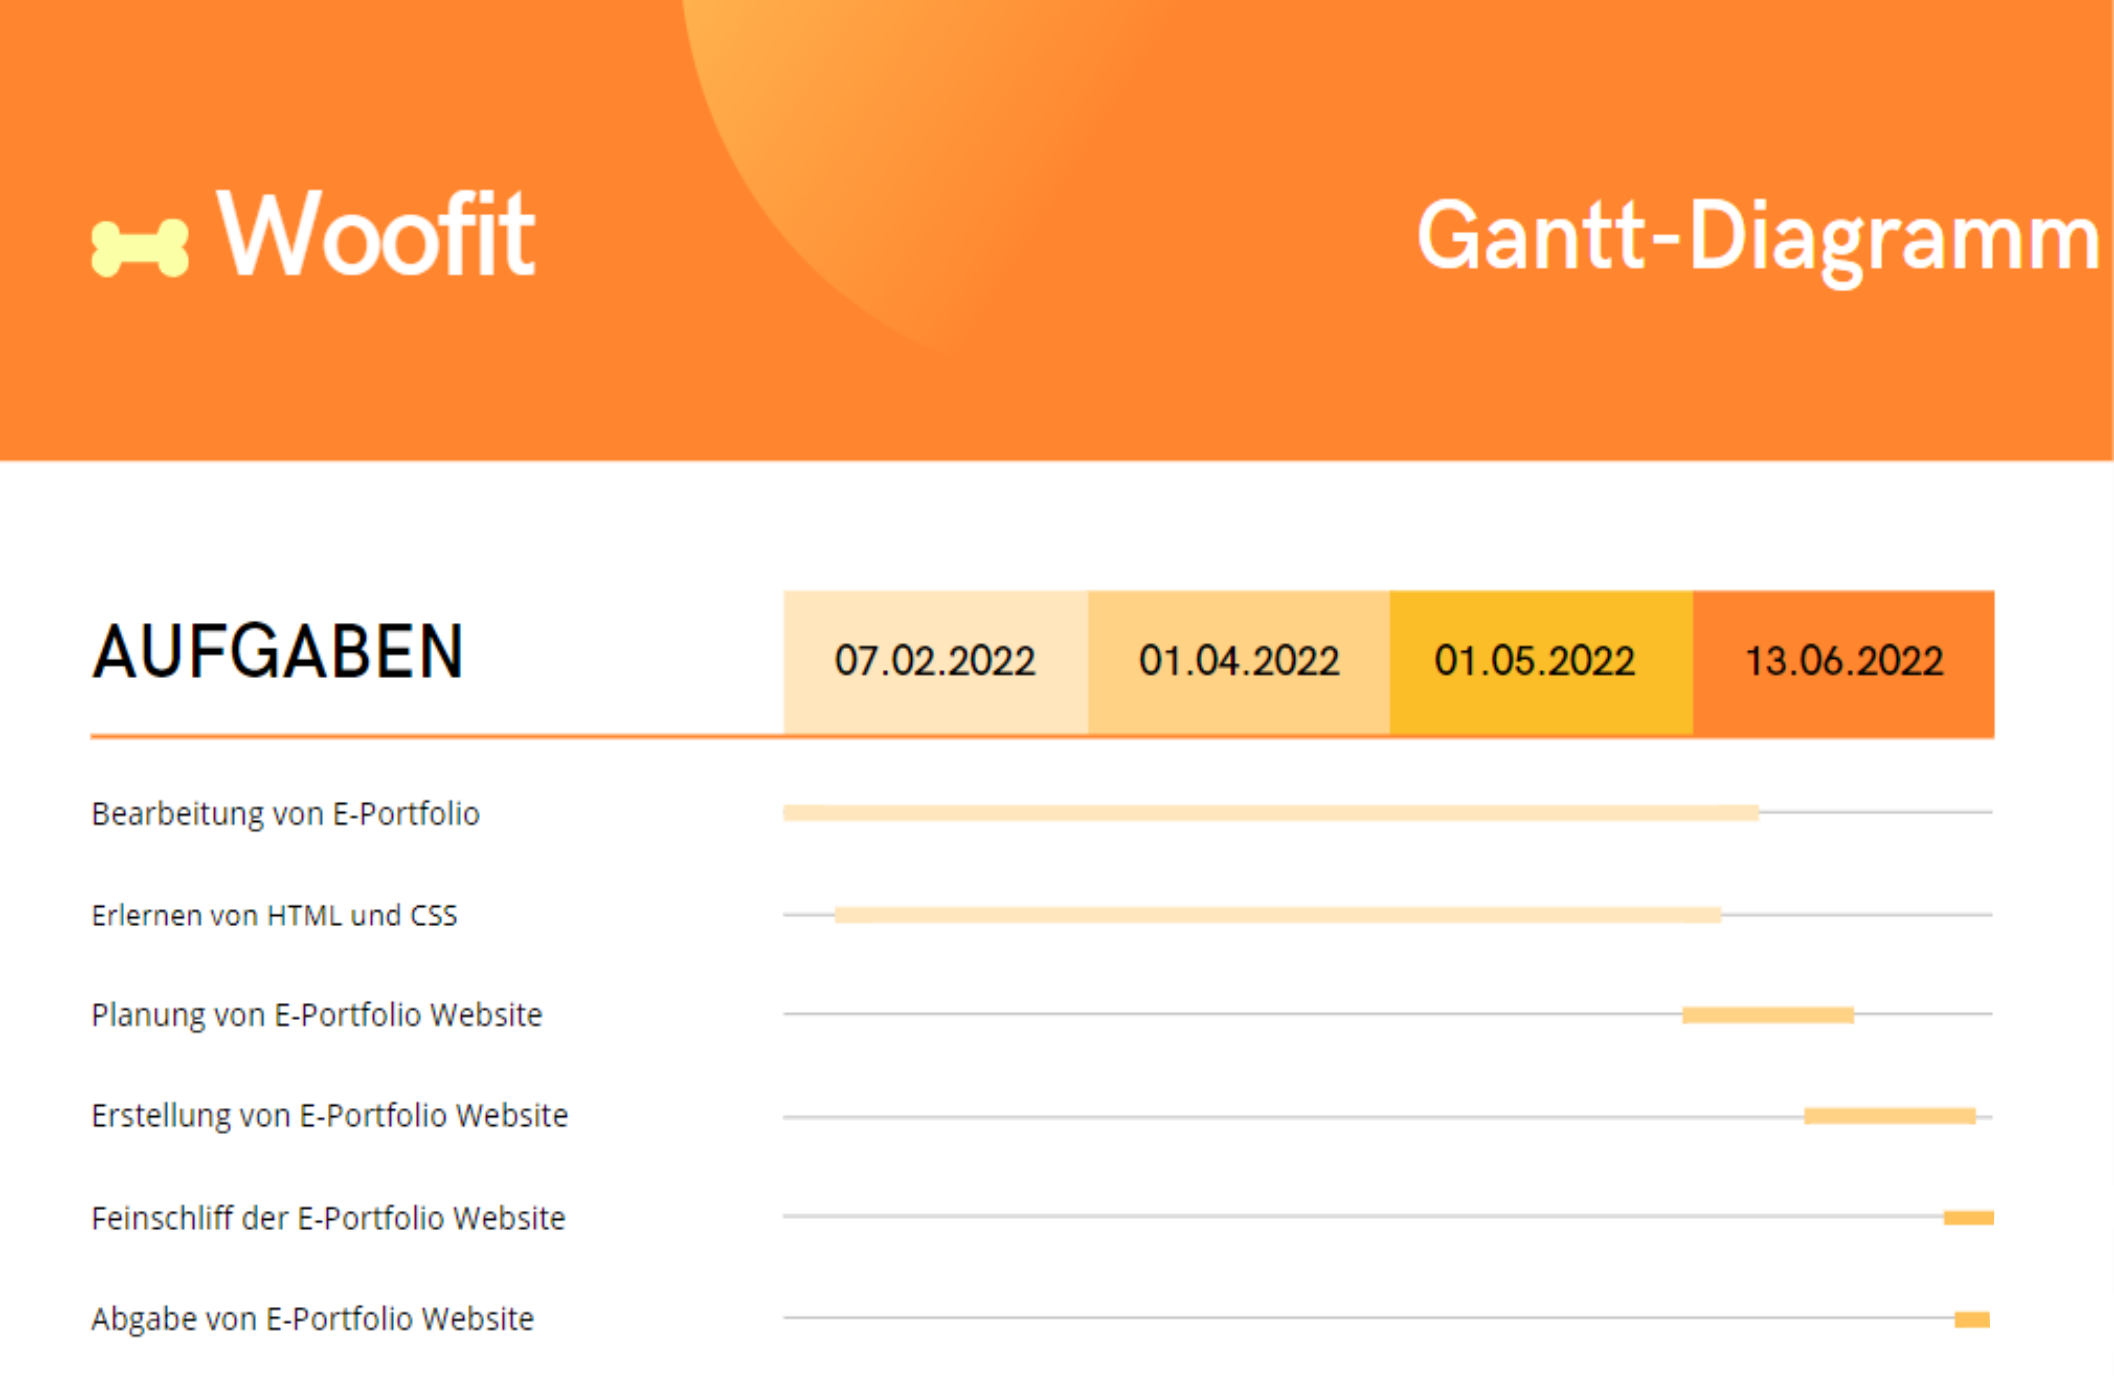 Woofit
Gantt-Diagramm
AUFGABEN
07.02.2022
01.04.2022
01.05.2022
13.06.2022
Bearbeitung von E-Portfolio
Erlernen von HTML und CSS
Planung von E-Portfolio Website
Erstellung von E-Portfolio Website
Feinschliff der E-Portfolio Website
Abgabe von E-Portfolio Website